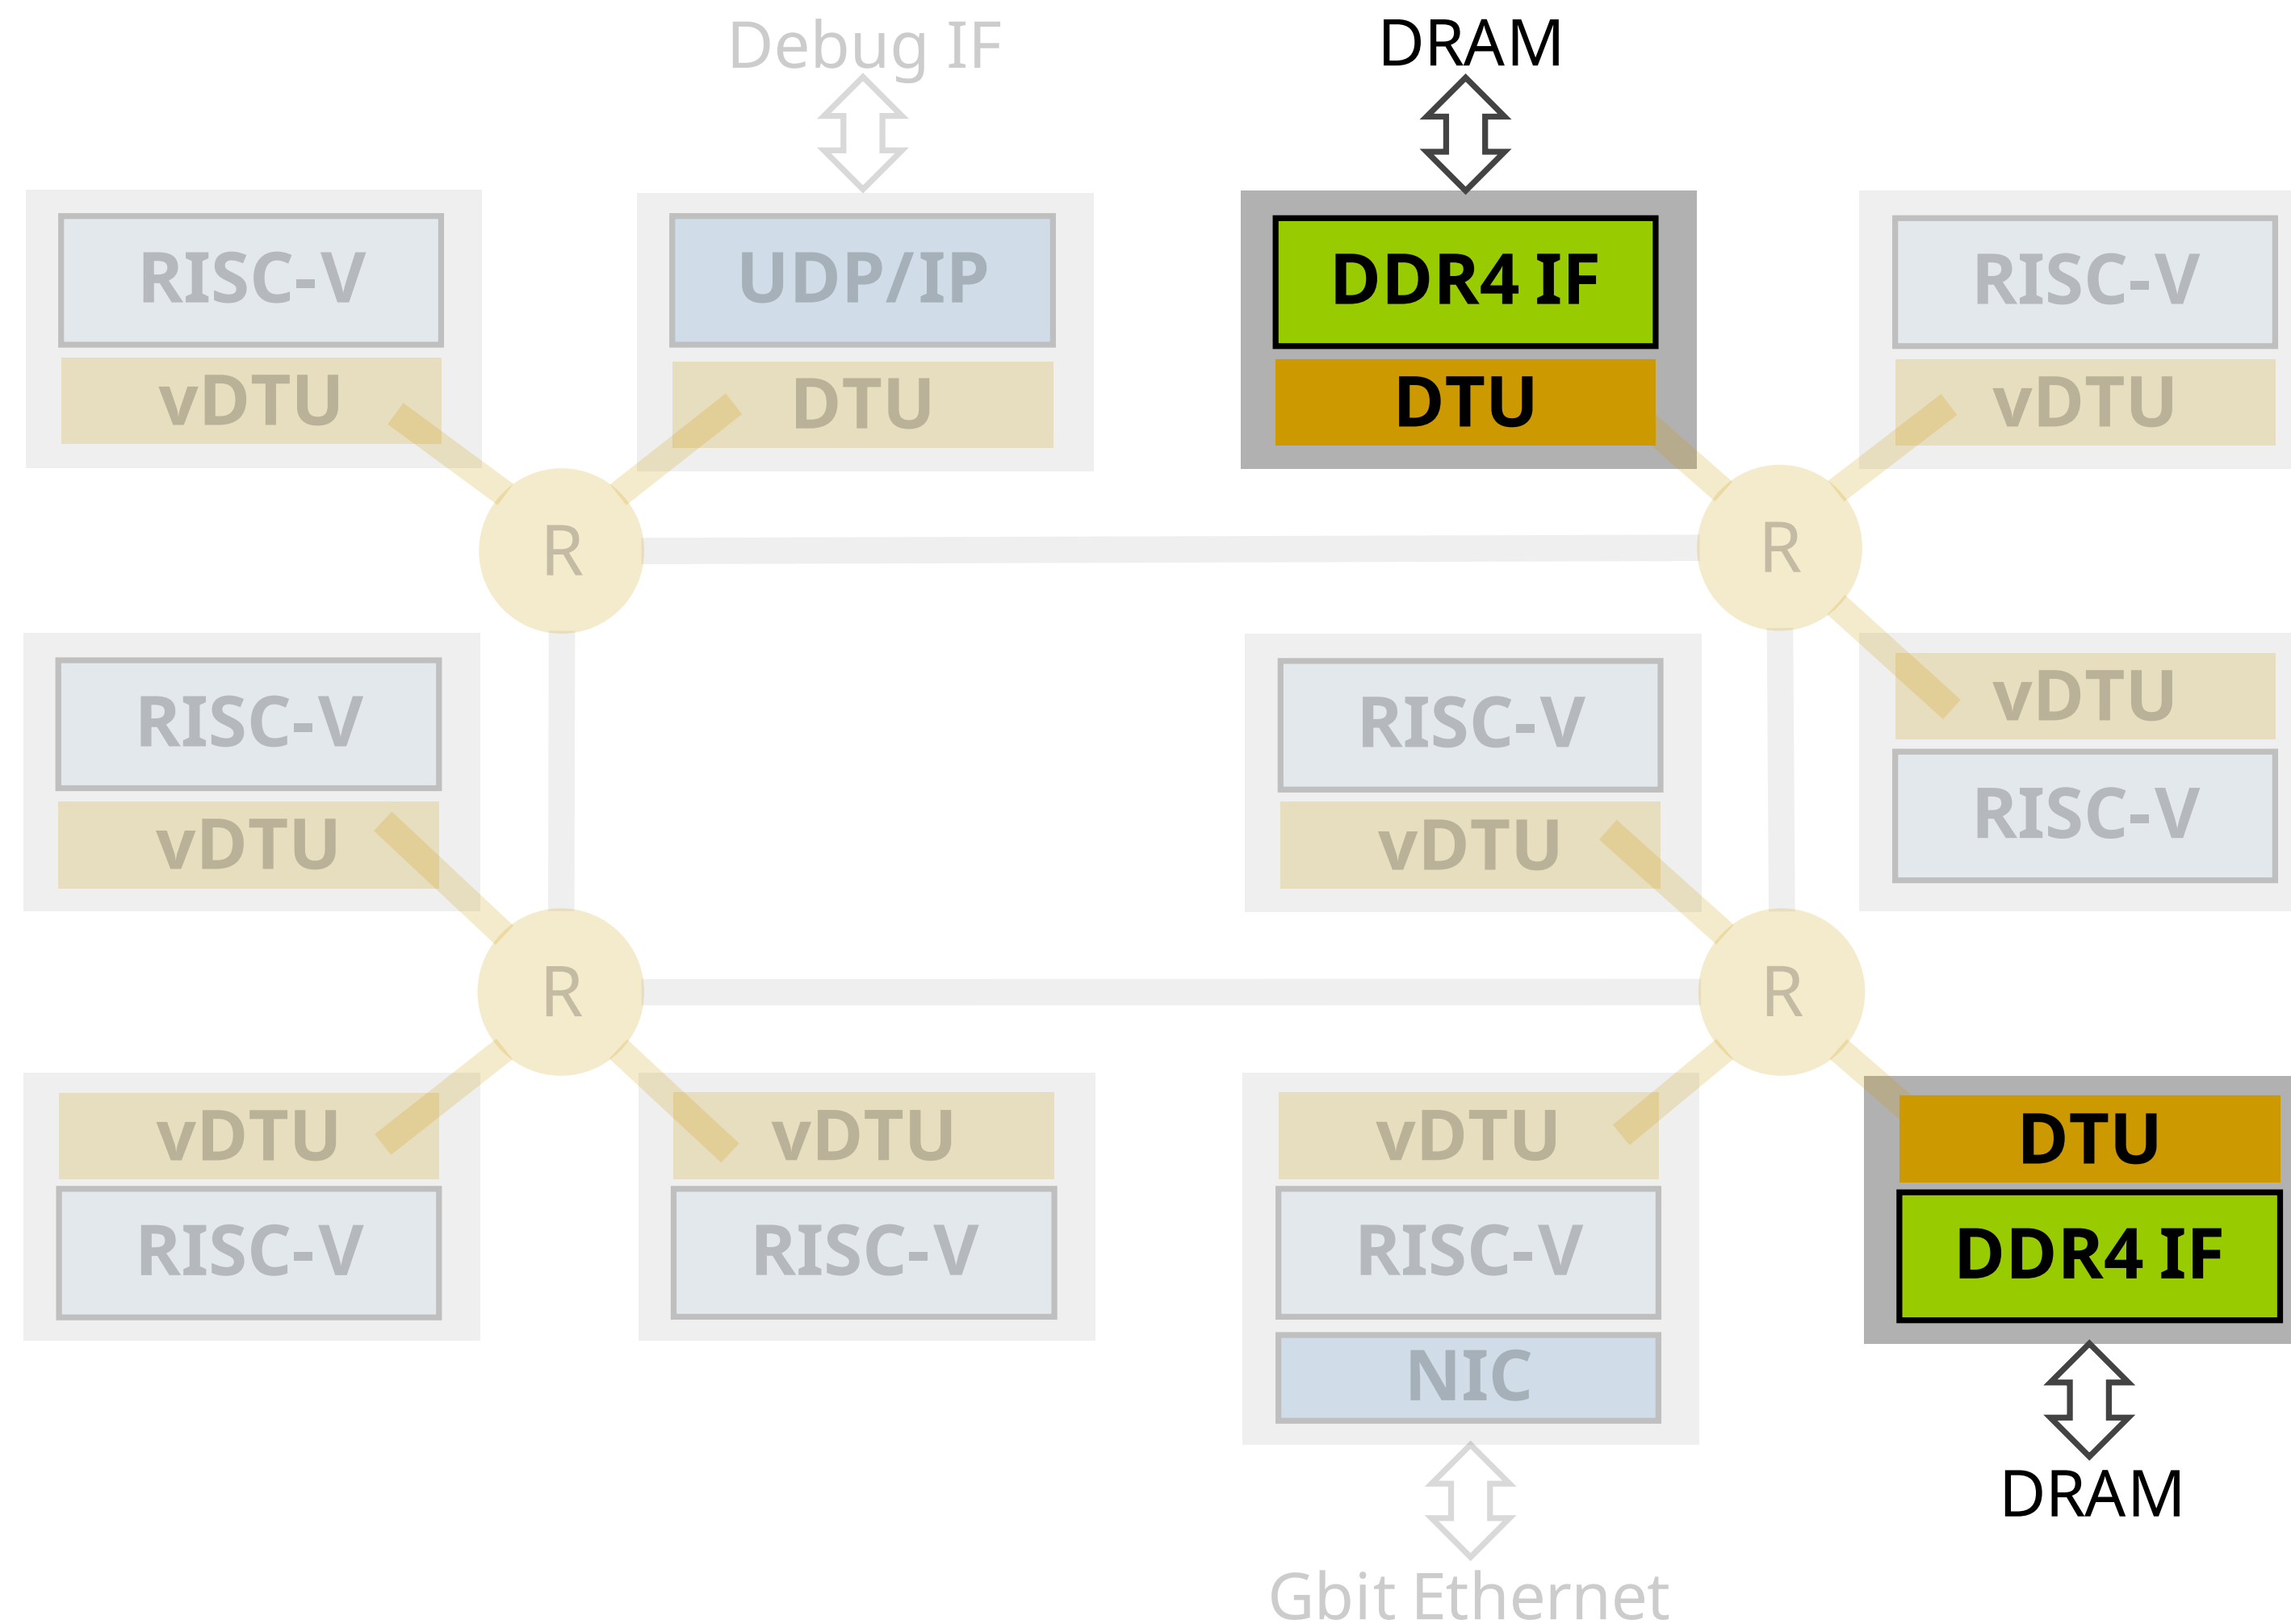 Debug IF
DRAM
RISC-V
UDP/IP
DDR4 IF
RISC-V
vDTU
DTU
DTU
vDTU
R
R
RISC-V
RISC-V
vDTU
vDTU
vDTU
RISC-V
R
R
vDTU
vDTU
vDTU
DTU
RISC-V
RISC-V
RISC-V
DDR4 IF
NIC
DRAM
Gbit Ethernet